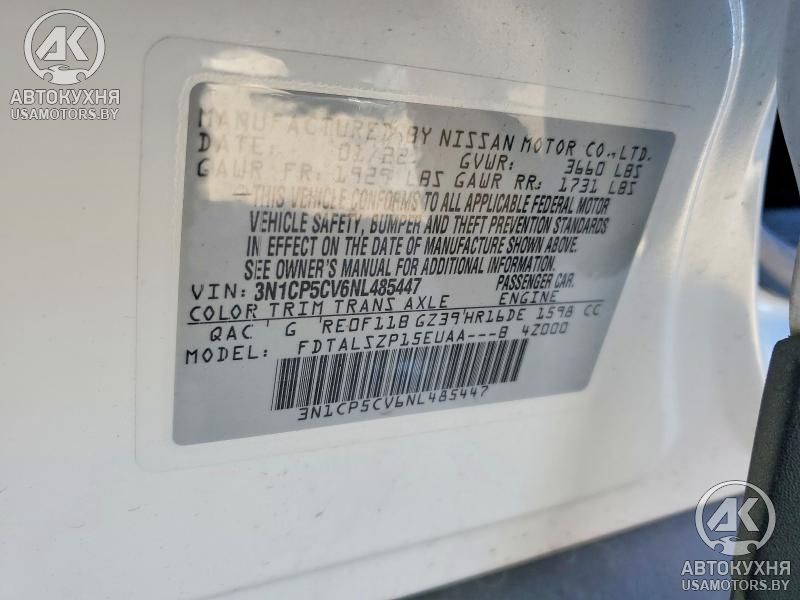 AK
АВТОКУХНЯ
USAMOTORS.BY
MANUFACTURED BY NISSAN MOTOR CO.,LTD.
DATE: 01/22 GVWR: 3660 LBS
GAWR FR: 1929 LBS GAWR RR: 1731 LBS
THIS VEHICLE CONFORMS TO ALL APPLICABLE FEDERAL MOTOR
VEHICLE SAFETY, BUMPER AND THEFT PREVENTION STANDARDS
IN EFFECT ON THE DATE OF MANUFACTURE SHOWN ABOVE.
SEE OWNER'S MANUAL FOR ADDITIONAL INFORMATION.
VIN: 3N1CP5CV6NL485447 PASSENGER CAR.
COLOR TRIM TRANS AXLE ENGINE
QAC G RE0F11B GZ39 HR16DE 1598 CC
MODEL: FDTALSZP15EUAA---B 4Z000
3N1CP5CV6NL485447
AK
АВТОКУХНЯ
USAMOTORS.BY